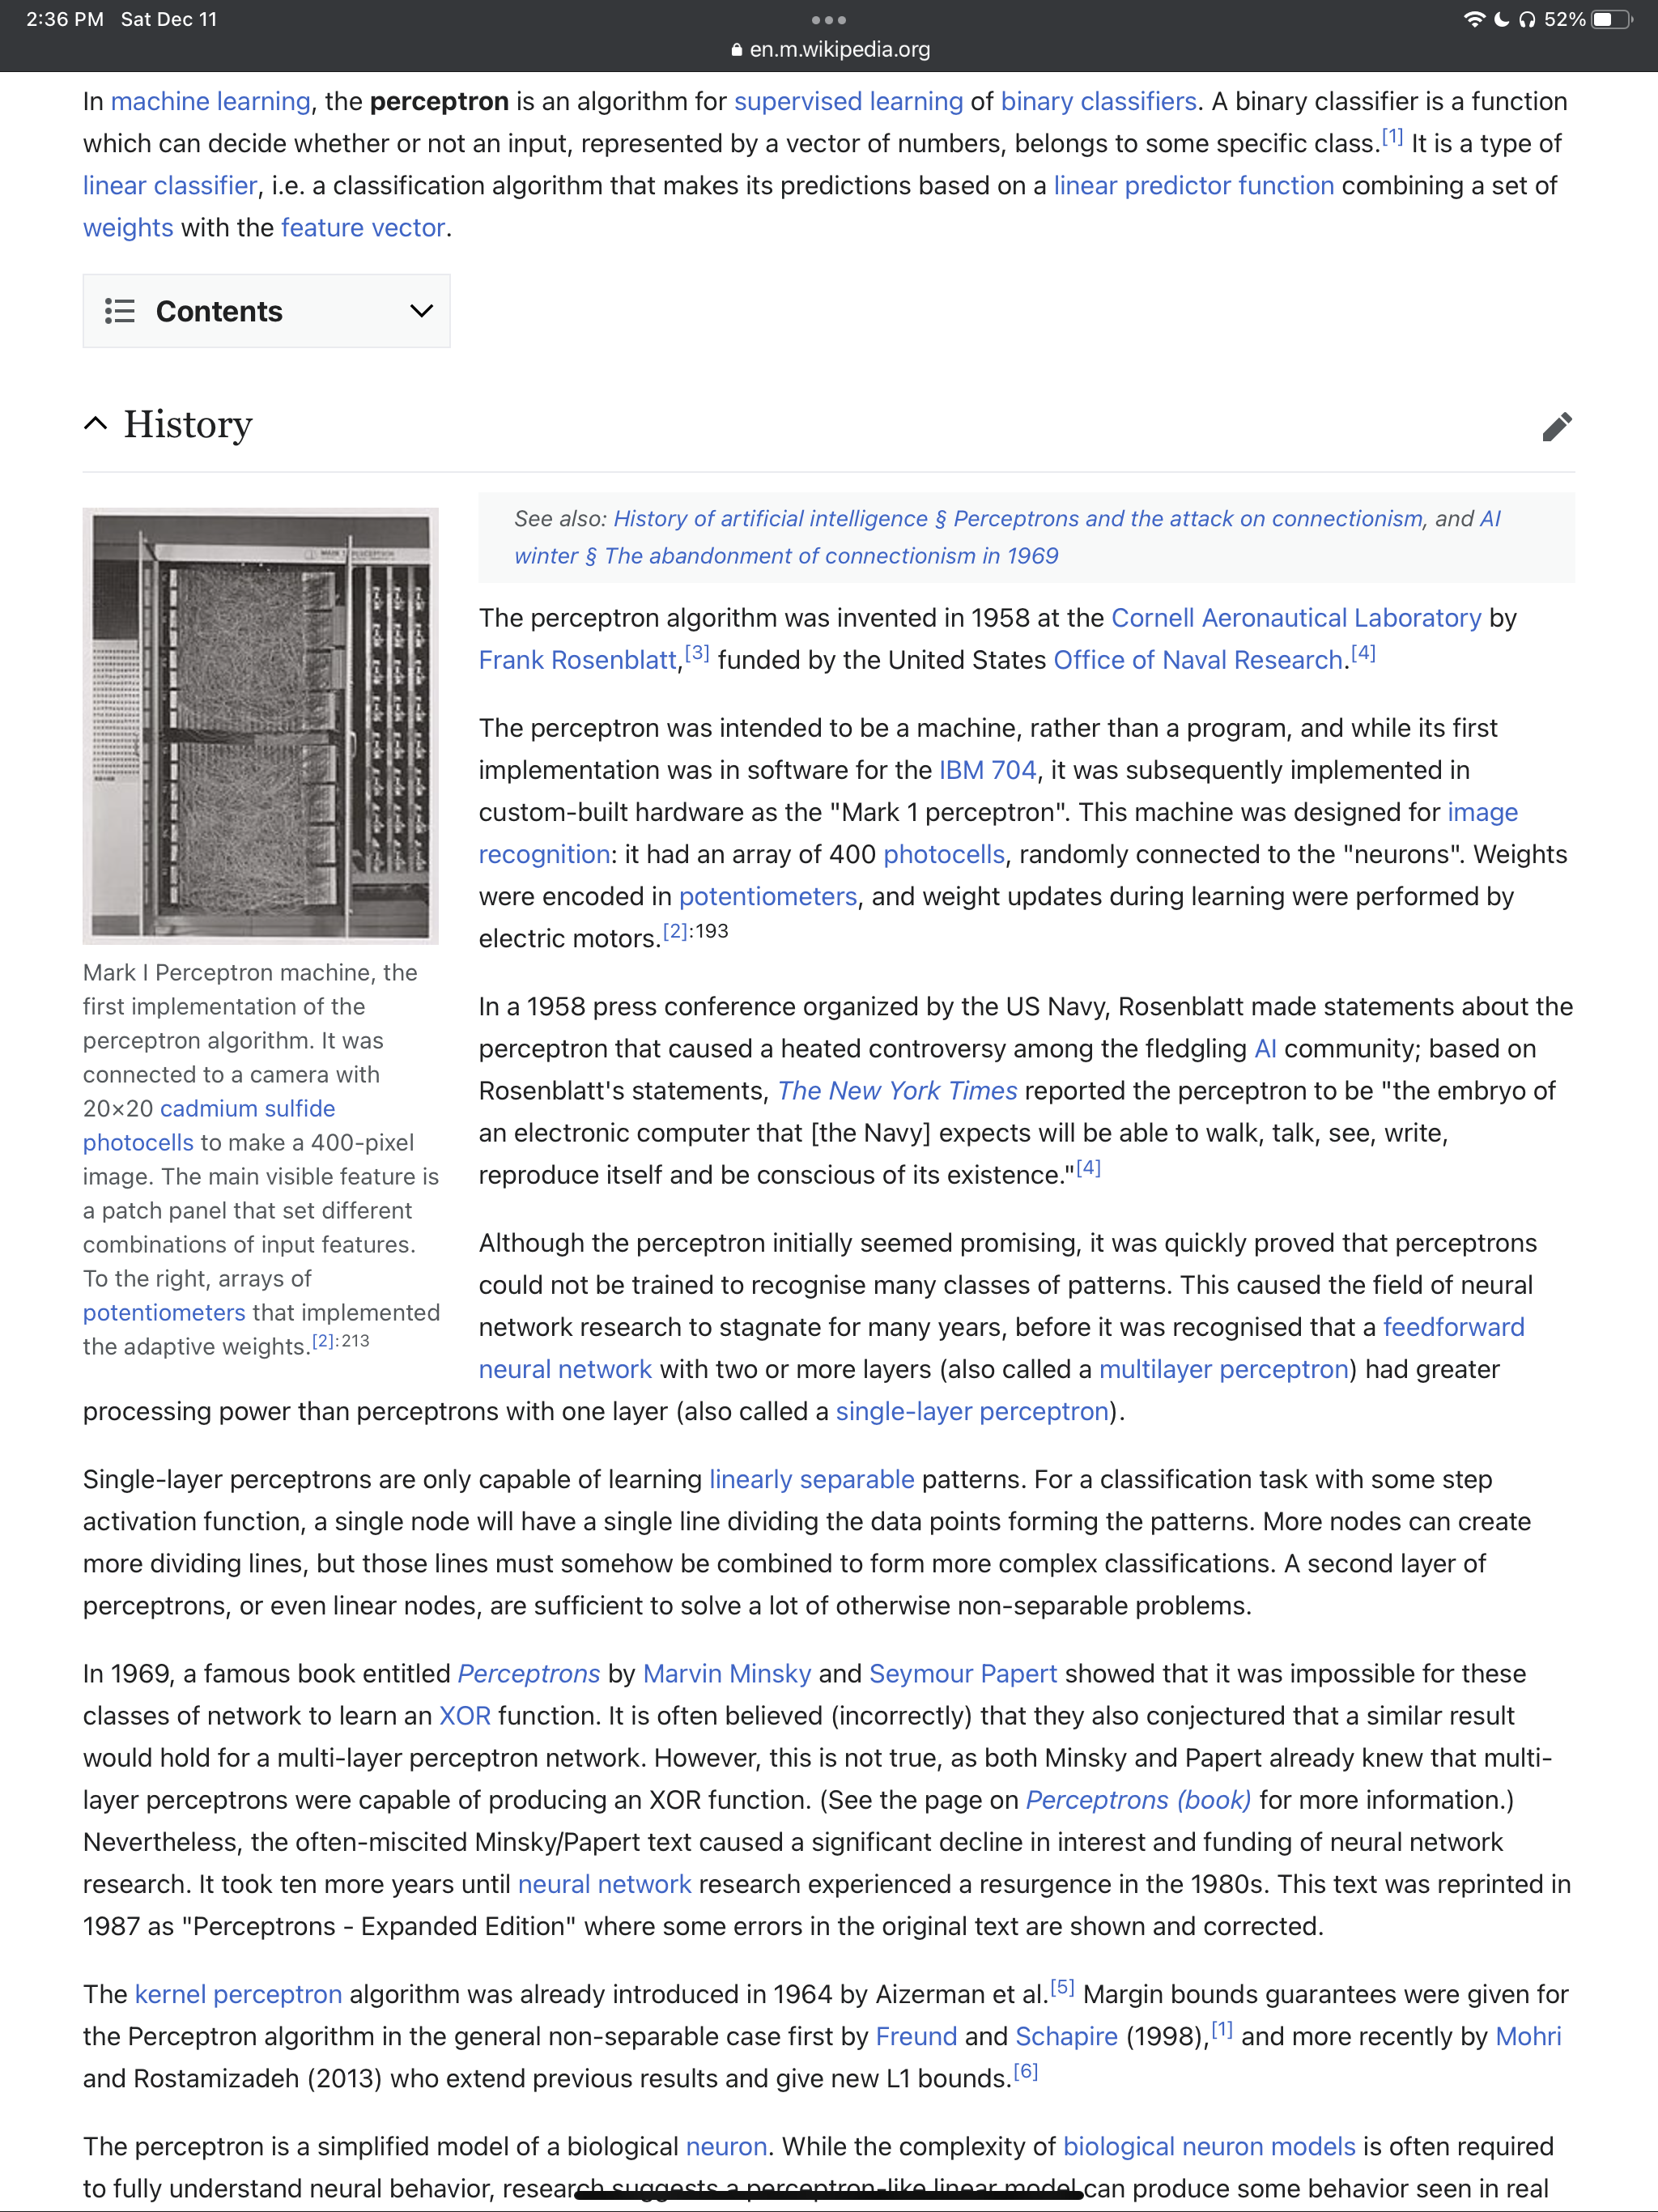 2:36 PM Sat Dec 11
52%
en.m.wikipedia.org
In machine learning, the perceptron is an algorithm for supervised learning of binary classifiers. A binary classifier is a function
which can decide whether or not an input, represented by a vector of numbers, belongs to some specific class.[1] It is a type of
linear classifier, i.e. a classification algorithm that makes its predictions based on a linear predictor function combining a set of
weights with the feature vector.
Contents
History
See also: History of artificial intelligence § Perceptrons and the attack on connectionism, and AI
winter § The abandonment of connectionism in 1969
MARK I PERCEPTRON
Mark I Perceptron machine, the
first implementation of the
perceptron algorithm. It was
connected to a camera with
20×20 cadmium sulfide
photocells to make a 400-pixel
image. The main visible feature is
a patch panel that set different
combinations of input features.
To the right, arrays of
potentiometers that implemented
the adaptive weights.[2]:213
The perceptron algorithm was invented in 1958 at the Cornell Aeronautical Laboratory by
Frank Rosenblatt,[3] funded by the United States Office of Naval Research.[4]
The perceptron was intended to be a machine, rather than a program, and while its first
implementation was in software for the IBM 704, it was subsequently implemented in
custom-built hardware as the "Mark 1 perceptron". This machine was designed for image
recognition: it had an array of 400 photocells, randomly connected to the "neurons". Weights
were encoded in potentiometers, and weight updates during learning were performed by
electric motors.[2]:193
In a 1958 press conference organized by the US Navy, Rosenblatt made statements about the
perceptron that caused a heated controversy among the fledgling AI community; based on
Rosenblatt's statements, The New York Times reported the perceptron to be "the embryo of
an electronic computer that [the Navy] expects will be able to walk, talk, see, write,
reproduce itself and be conscious of its existence."[4]
Although the perceptron initially seemed promising, it was quickly proved that perceptrons
could not be trained to recognise many classes of patterns. This caused the field of neural
network research to stagnate for many years, before it was recognised that a feedforward
neural network with two or more layers (also called a multilayer perceptron) had greater
processing power than perceptrons with one layer (also called a single-layer perceptron).
Single-layer perceptrons are only capable of learning linearly separable patterns. For a classification task with some step
activation function, a single node will have a single line dividing the data points forming the patterns. More nodes can create
more dividing lines, but those lines must somehow be combined to form more complex classifications. A second layer of
perceptrons, or even linear nodes, are sufficient to solve a lot of otherwise non-separable problems.
In 1969, a famous book entitled Perceptrons by Marvin Minsky and Seymour Papert showed that it was impossible for these
classes of network to learn an XOR function. It is often believed (incorrectly) that they also conjectured that a similar result
would hold for a multi-layer perceptron network. However, this is not true, as both Minsky and Papert already knew that multi-
layer perceptrons were capable of producing an XOR function. (See the page on Perceptrons (book) for more information.)
Nevertheless, the often-miscited Minsky/Papert text caused a significant decline in interest and funding of neural network
research. It took ten more years until neural network research experienced a resurgence in the 1980s. This text was reprinted in
1987 as "Perceptrons - Expanded Edition" where some errors in the original text are shown and corrected.
The kernel perceptron algorithm was already introduced in 1964 by Aizerman et al.[5] Margin bounds guarantees were given for
the Perceptron algorithm in the general non-separable case first by Freund and Schapire (1998),[1] and more recently by Mohri
and Rostamizadeh (2013) who extend previous results and give new L1 bounds.[6]
The perceptron is a simplified model of a biological neuron. While the complexity of biological neuron models is often required
to fully understand neural behavior, research suggests a perceptron-like linear model can produce some behavior seen in real